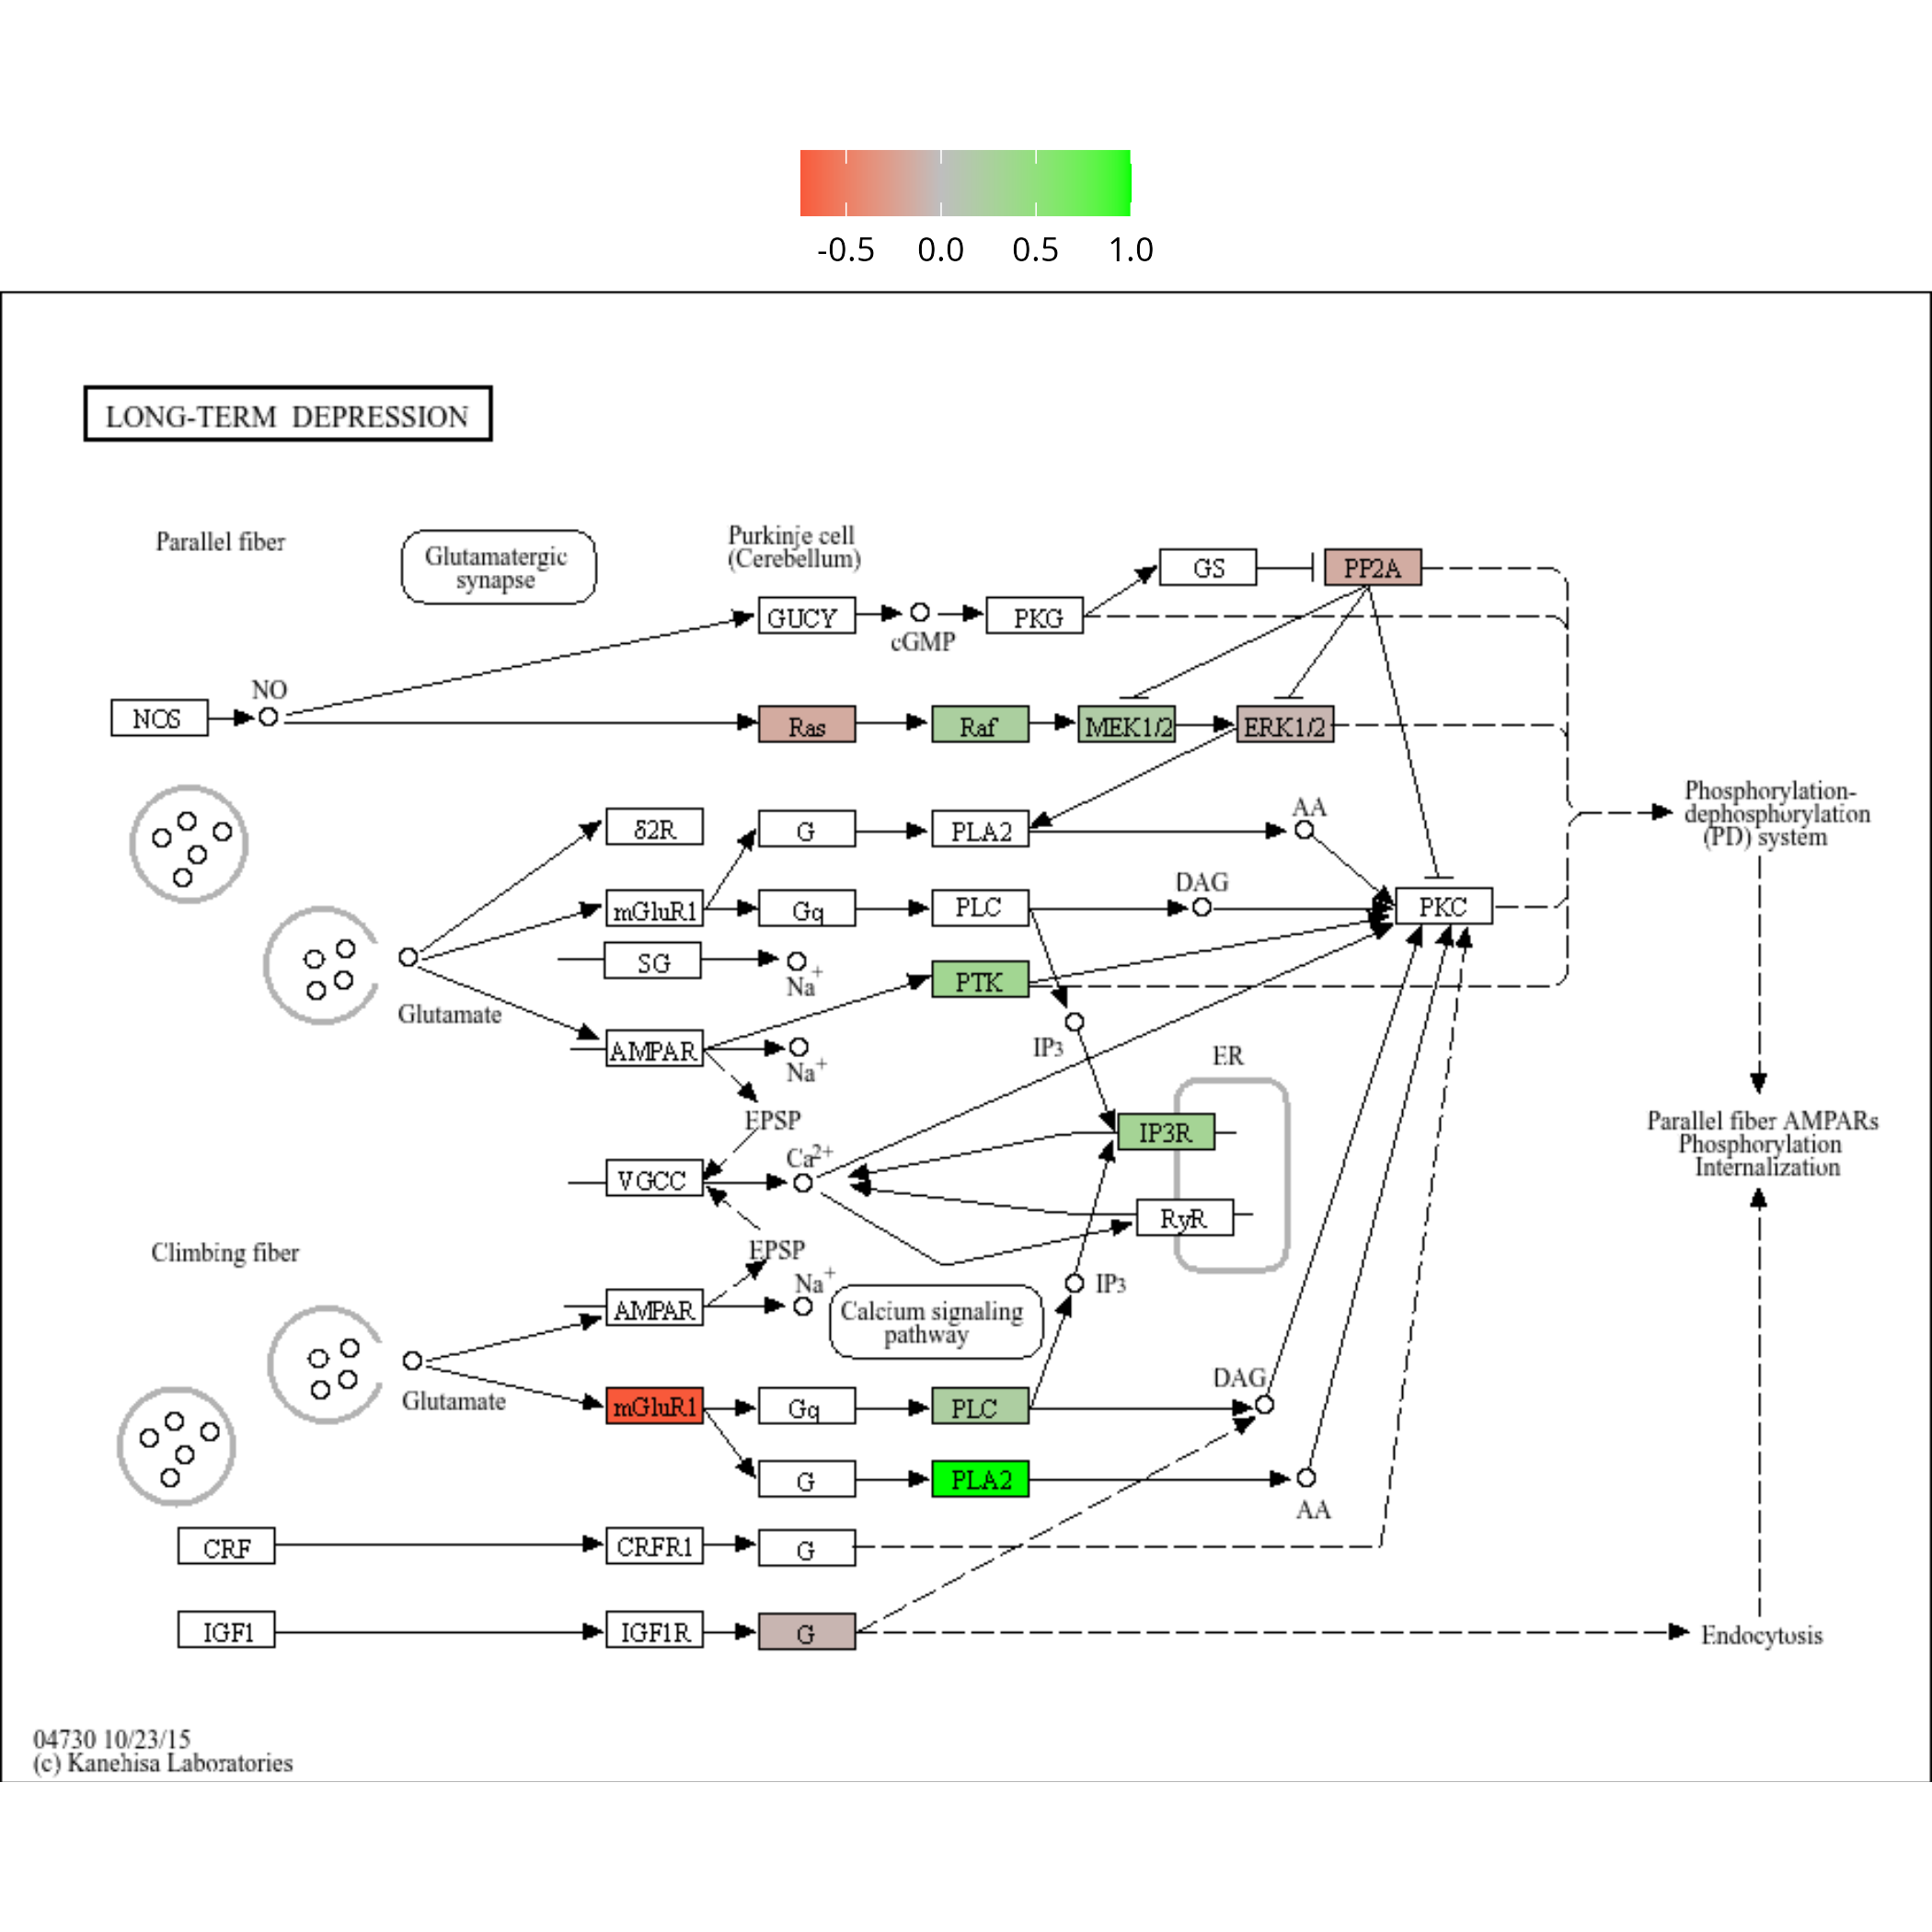 -0.5 0.0 0.5 1.0
LONG-TERM DEPRESSION
Parallel fiber
Glutamatergic
synapse
Purkinje cell
(Cerebellum)
GS
PP2A
GUCY
cGMP
PKG
NOS
NO
Ras
Raf
MEK1/2
ERK1/2
δ2R
G
PLA2
AA
Phosphorylation-
dephosphorylation
(PD) system
mGluR1
Gq
PLC
DAG
PKC
SG
Na+
PTK
Glutamate
AMPAR
Na+
IP3
ER
EPSP
IP3R
Parallel fiber AMPARs
Phosphorylation
Internalization
VGCC
Ca2+
RyR
Climbing fiber
EPSP
Na+
IP3
AMPAR
Calcium signaling
pathway
Glutamate
mGluR1
Gq
PLC
DAG
G
PLA2
AA
CRF
CRFR1
G
IGF1
IGF1R
G
Endocytosis
04730 10/23/15
(c) Kanehisa Laboratories